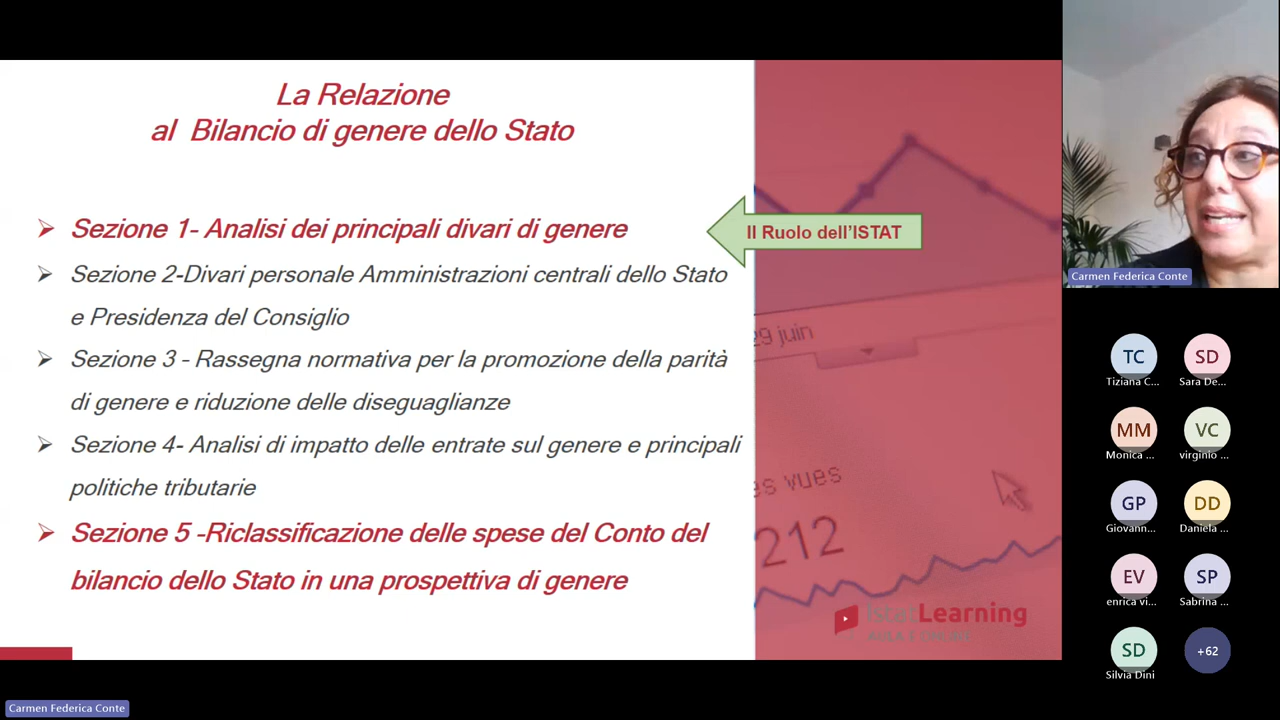 La Relazione
al Bilancio di genere dello Stato
Sezione 1- Analisi dei principali divari di genere
Il Ruolo dell'ISTAT
Sezione 2-Divari personale Amministrazioni centrali dello Stato
e Presidenza del Consiglio
Sezione 3 - Rassegna normativa per la promozione della parità
di genere e riduzione delle diseguaglianze
Sezione 4- Analisi di impatto delle entrate sul genere e principali
politiche tributarie
Sezione 5 -Riclassificazione delle spese del Conto del
bilancio dello Stato in una prospettiva di genere
29 juin
es vues
212
IstatLearning
AULA E ONLINE
Carmen Federica Conte
TC
SD
Tiziana C...
Sara De...
MM
VC
Monica ...
virginio ...
GP
DD
Giovann...
Daniela ...
EV
SP
enrica vi...
Sabrina ...
SD
+62
Silvia Dini
Carmen Federica Conte